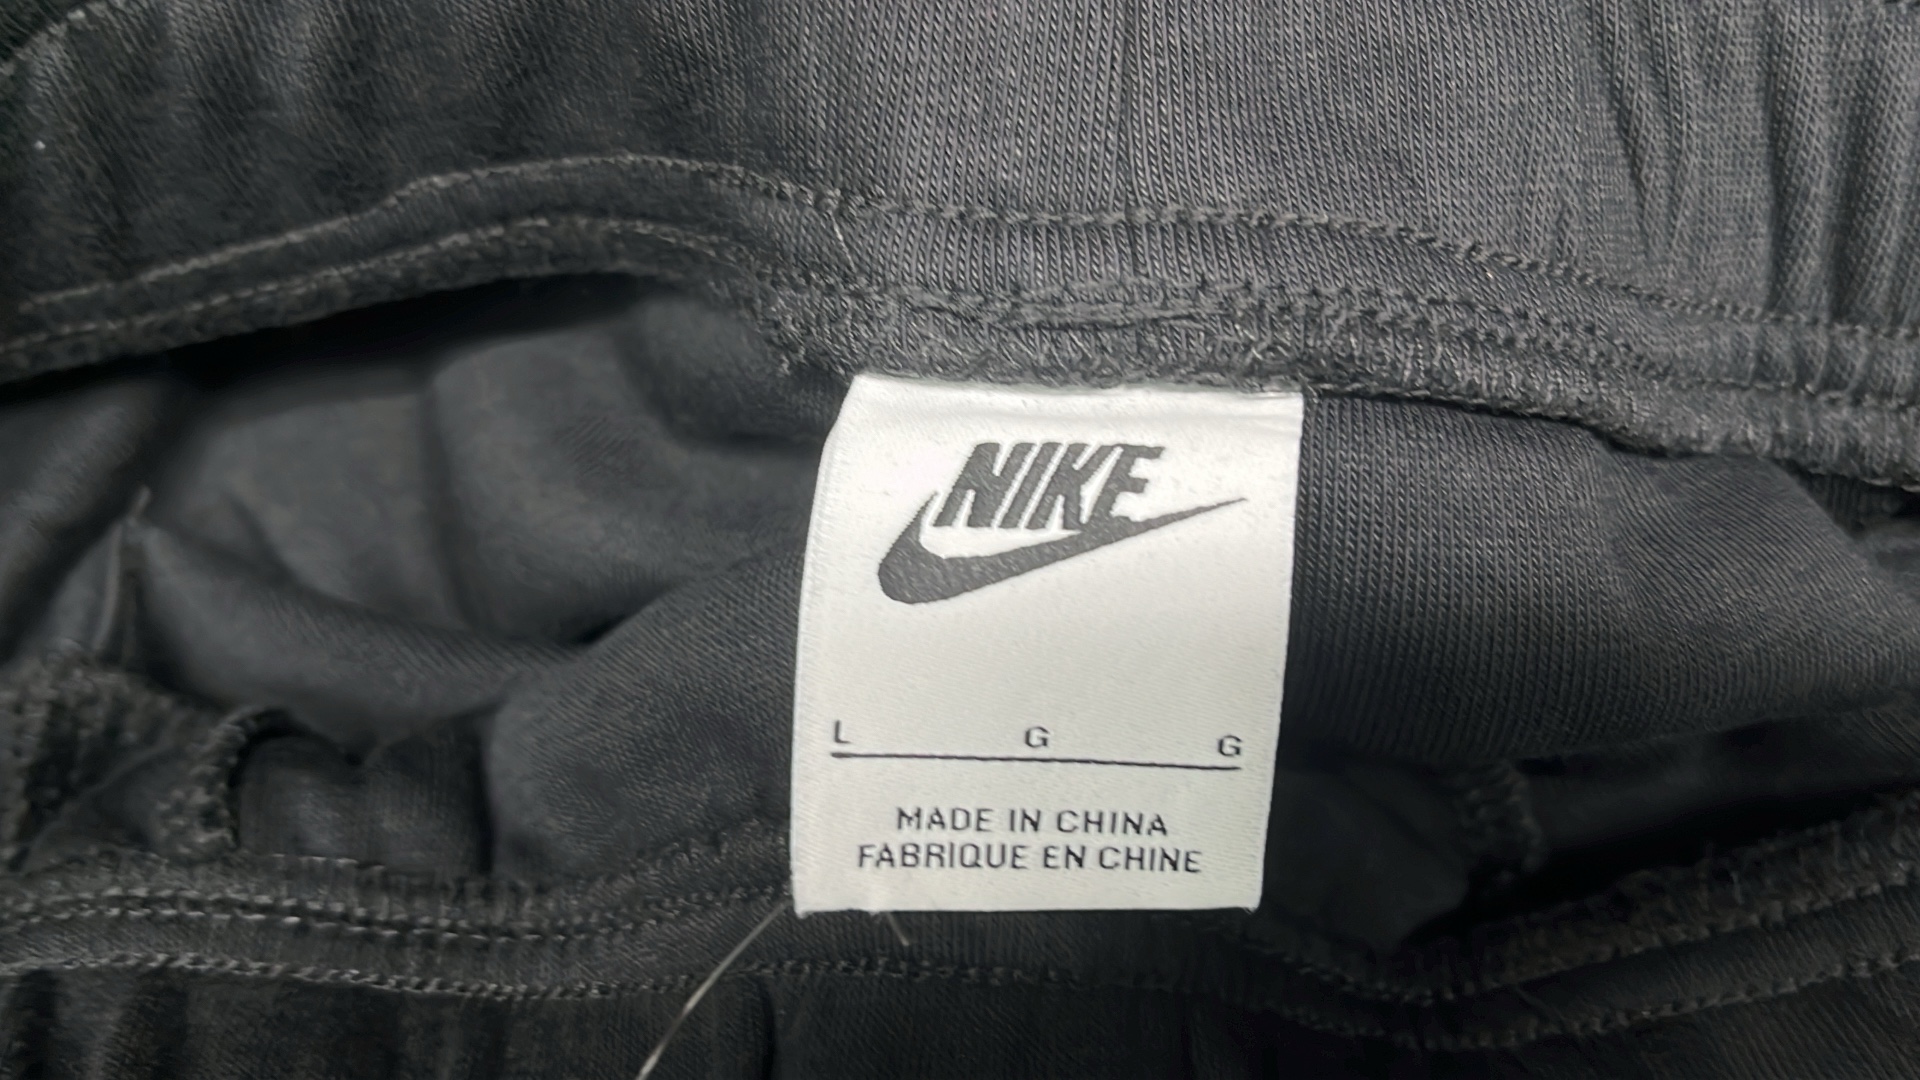 NIKE
L G G
MADE IN CHINA
FABRIQUE EN CHINE